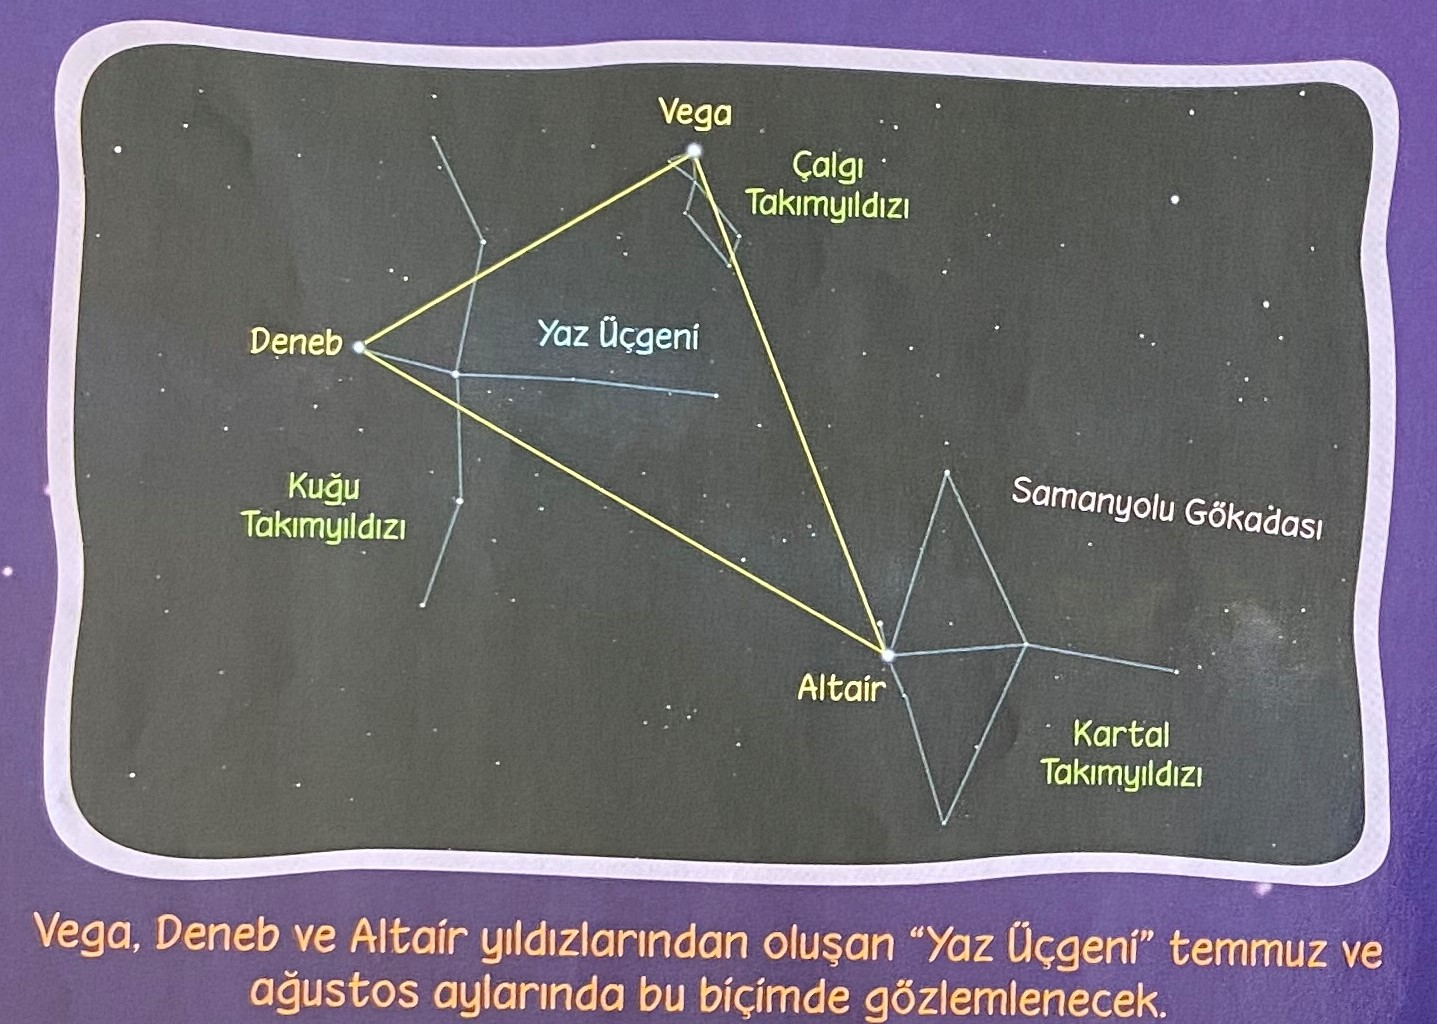 Vega
Çalgı
Takımyıldızı
Deneb
Yaz Üçgeni
Kuğu
Takımyıldızı
Samanyolu Gökadası
Altair
Kartal
Takımyıldızı
Vega, Deneb ve Altair yıldızlarından oluşan “Yaz Üçgeni” temmuz ve
ağustos aylarında bu biçimde gözlemlenecek.